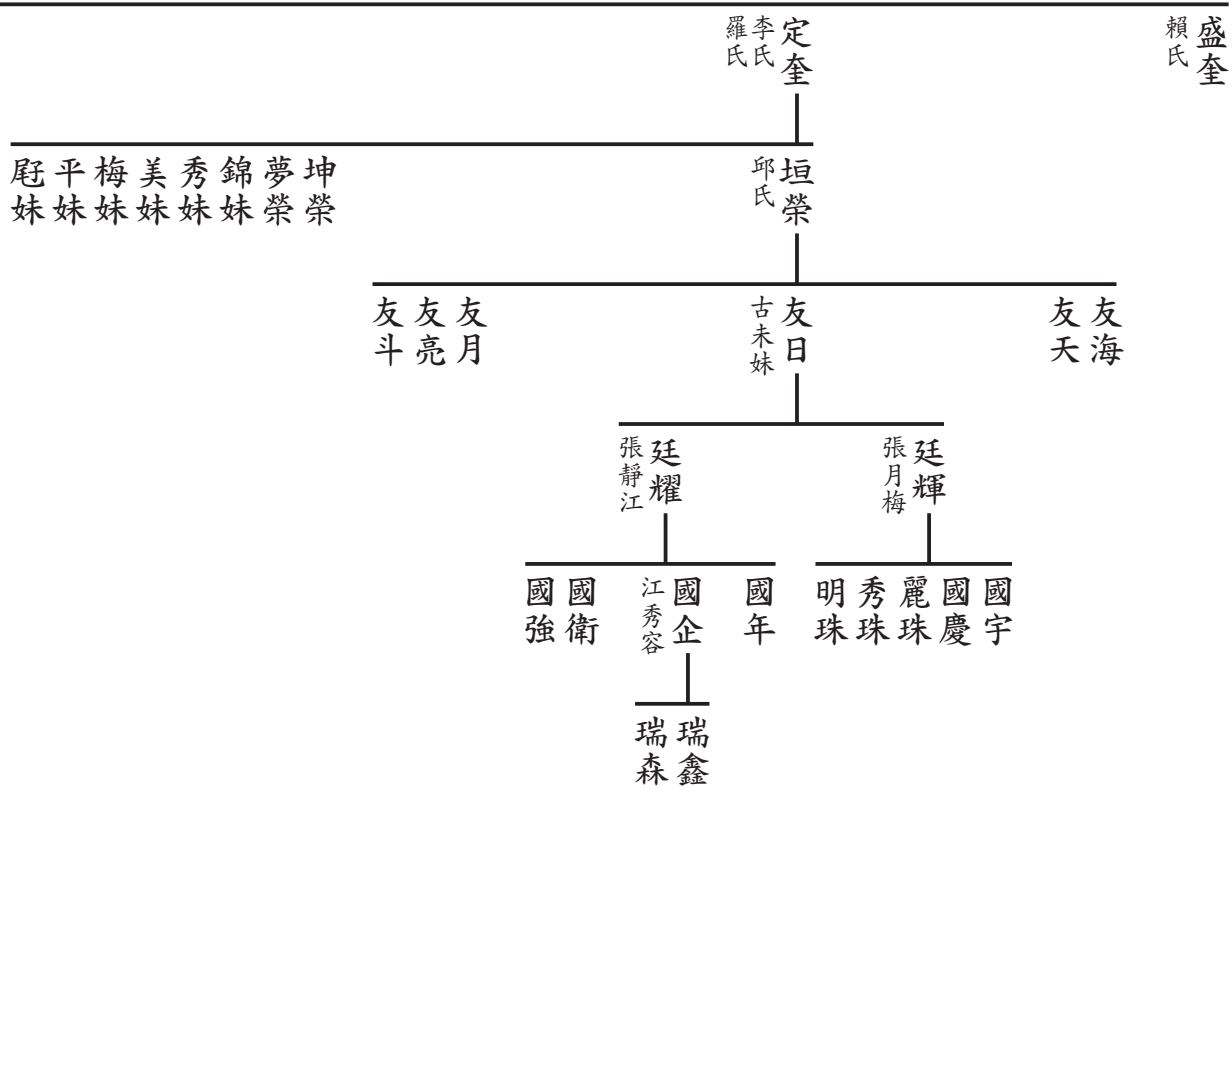 盛奎
賴氏
定奎
李氏
羅氏
垣榮
邱氏
坤榮
夢榮
錦妹
秀妹
美妹
梅妹
平妹
友海
友天
友日
古未妹
友月
友亮
友斗
廷輝
張月梅
廷耀
張靜江
國宇
國慶
麗珠
秀珠
明珠
國年
國企
江秀容
國衛
國強
瑞鑫
瑞森